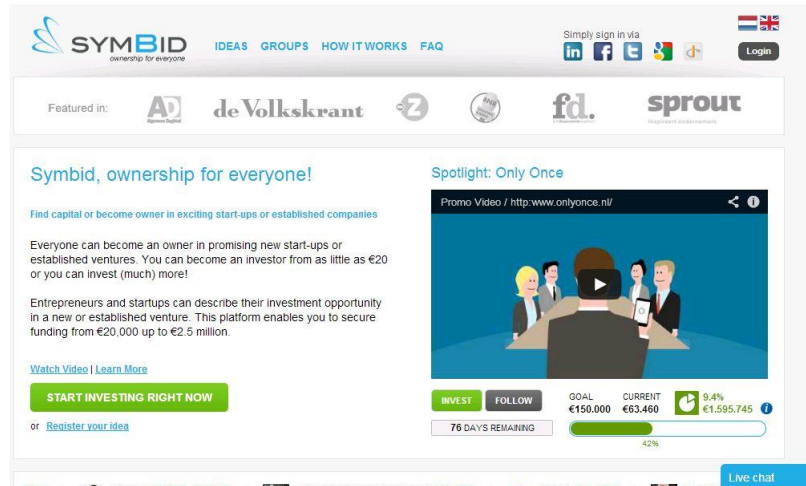 SYMBID
ownership for everyone
IDEAS GROUPS HOW IT WORKS FAQ
Simply sign in via
Login
Featured in:
AD
de Volkskrant
Z
fd.
sprout
Symbid, ownership for everyone!
Find capital or become owner in exciting start-ups or established companies
Everyone can become an owner in promising new start-ups or
established ventures. You can become an investor from as little as €20
or you can invest (much) more!
Entrepreneurs and startups can describe their investment opportunity
in a new or established venture. This platform enables you to secure
funding from €20,000 up to €2.5 million.
Watch Video | Learn More
START INVESTING RIGHT NOW
or Register your idea
Spotlight: Only Once
Promo Video / http:www.onlyonce.nl/
INVEST FOLLOW
76 DAYS REMAINING
GOAL CURRENT 9.4%
€150.000 €63.460 €1.595.745
42%
Live chat